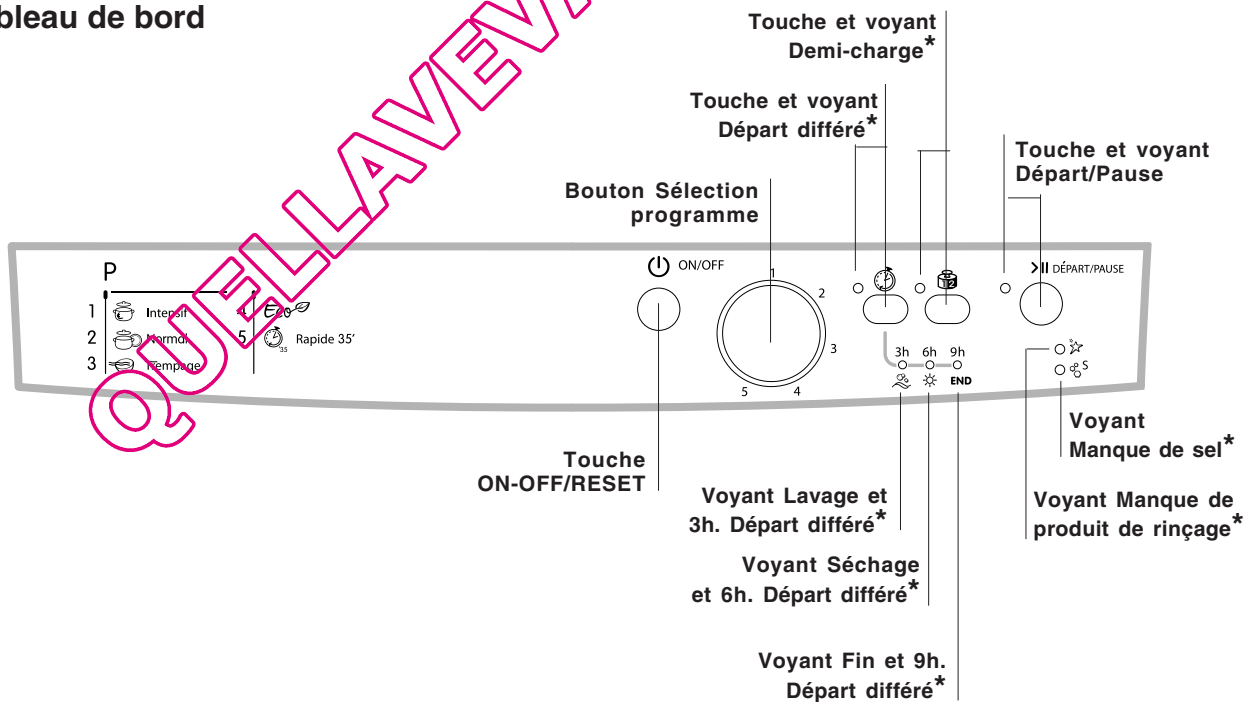 bleau de bord
QUELLAVEVA
Touche et voyant
Demi-charge*
Touche et voyant
Départ différé*
Touche et voyant
Départ/Pause
Bouton Sélection
programme
P
1 Intensif
2 Normal
3 Trempage
4 Eco
5 Rapide 35’
35
ON/OFF
1
2
3
4
5
1/2
DÉPART/PAUSE
3h 6h 9h
END
S
Touche
ON-OFF/RESET
Voyant
Manque de sel*
Voyant Lavage et
3h. Départ différé*
Voyant Manque de
produit de rinçage*
Voyant Séchage
et 6h. Départ différé*
Voyant Fin et 9h.
Départ différé*